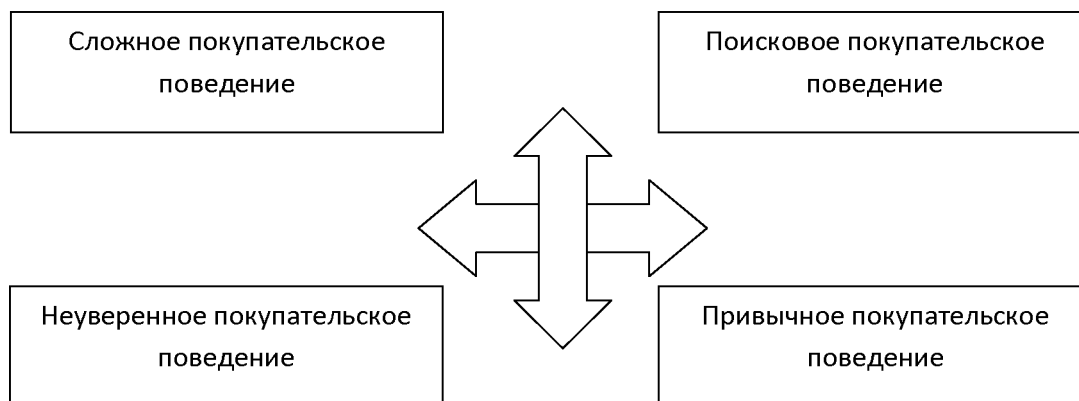 Сложное покупательское
поведение
Поисковое покупательское
поведение
Неуверенное покупательское
поведение
Привычное покупательское
поведение